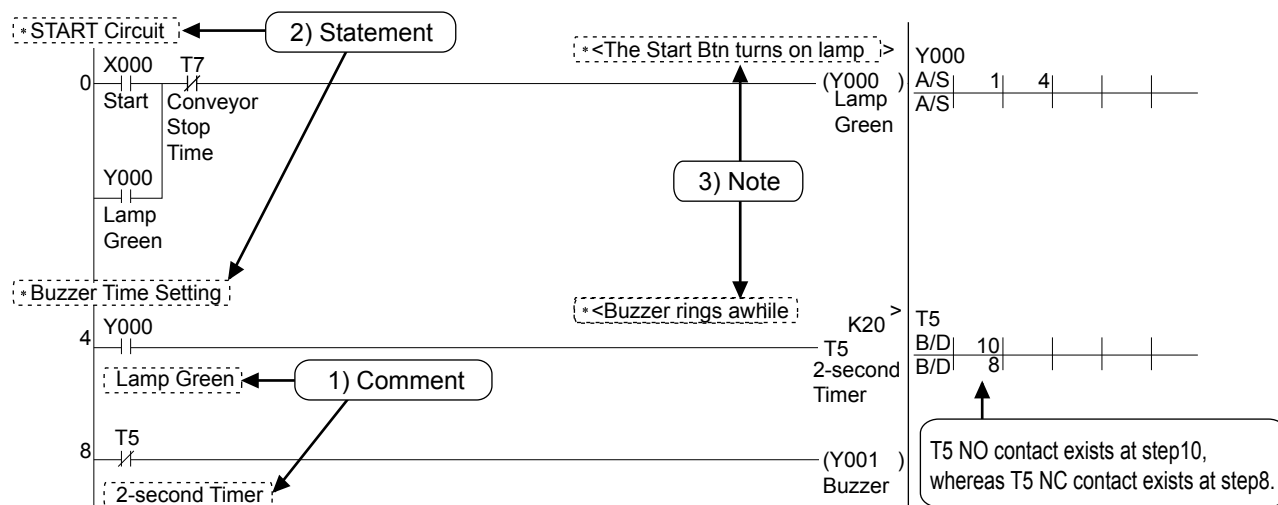 *START Circuit
2) Statement
*<The Start Btn turns on lamp >
X000 T7
Y000
0
(Y000 )
A/S 1 4
Start Conveyor
Lamp
A/S
Stop
Green
Time
Y000
3) Note
Lamp
Green
*Buzzer Time Setting
*<Buzzer rings awhile >
K20
T5
4
Y000
T5
B/D 10
Lamp Green
1) Comment
2-second
B/D 8
Timer
8
T5
(Y001 )
T5 NO contact exists at step10,
2-second Timer
Buzzer
whereas T5 NC contact exists at step8.